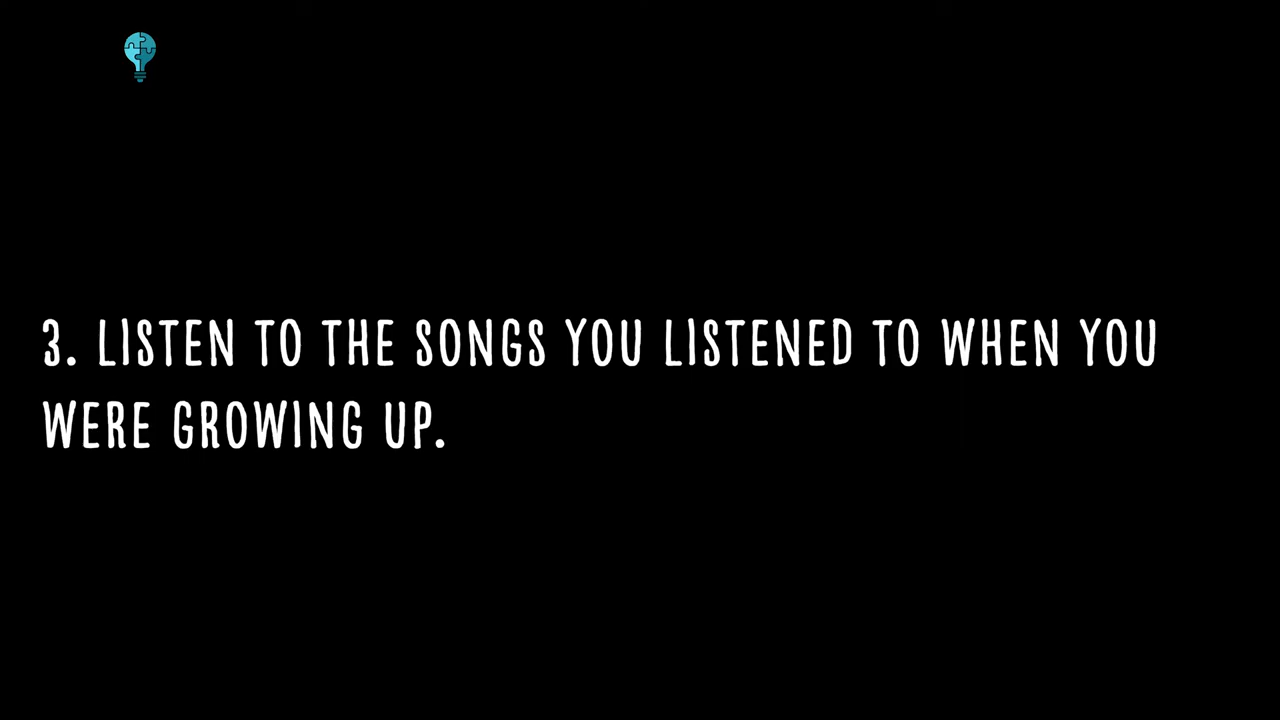 3. LISTEN TO THE SONGS YOU LISTENED TO WHEN YOU
WERE GROWING UP.